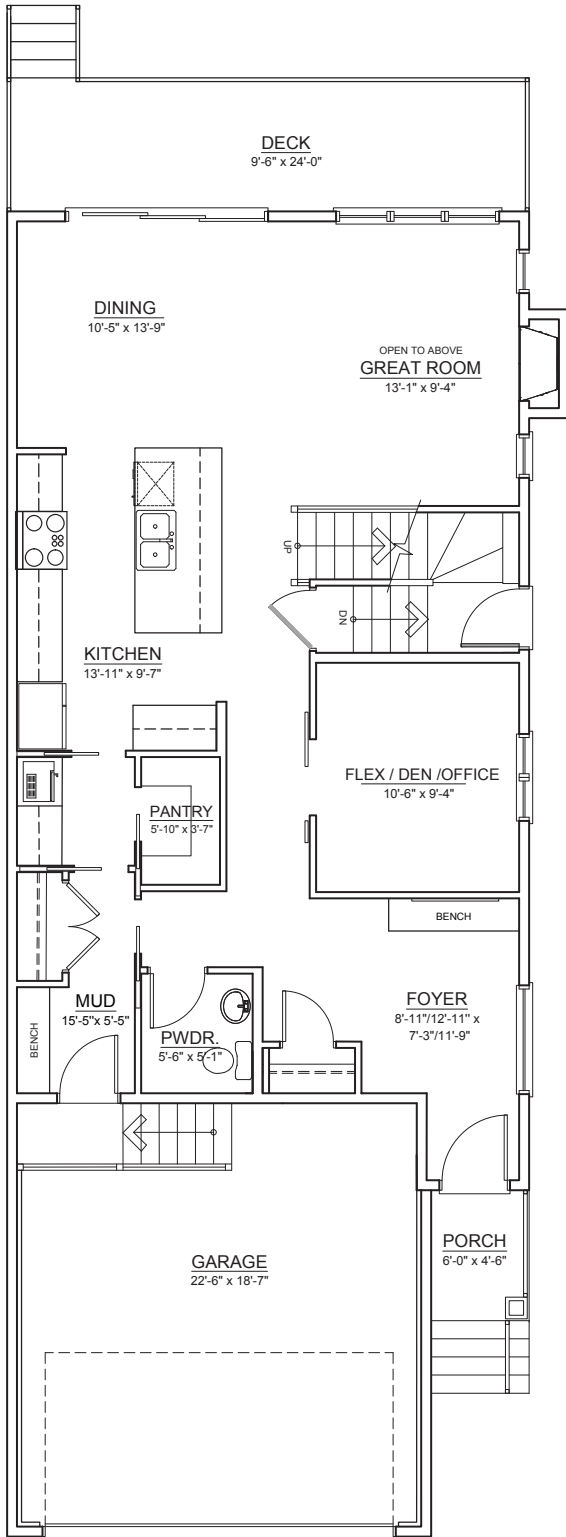 DECK
9'-6" x 24'-0"
DINING
10'-5" x 13'-9"
OPEN TO ABOVE
GREAT ROOM
13'-1" x 9'-4"
UP
DN
KITCHEN
13'-11" x 9'-7"
FLEX / DEN /OFFICE
10'-6" x 9'-4"
PANTRY
5'-10" x 3'-7"
BENCH
MUD
15'-5"x 5'-5"
BENCH
PWDR.
5'-6" x 5'-1"
FOYER
8'-11"/12'-11" x
7'-3"/11'-9"
GARAGE
22'-6" x 18'-7"
PORCH
6'-0" x 4'-6"